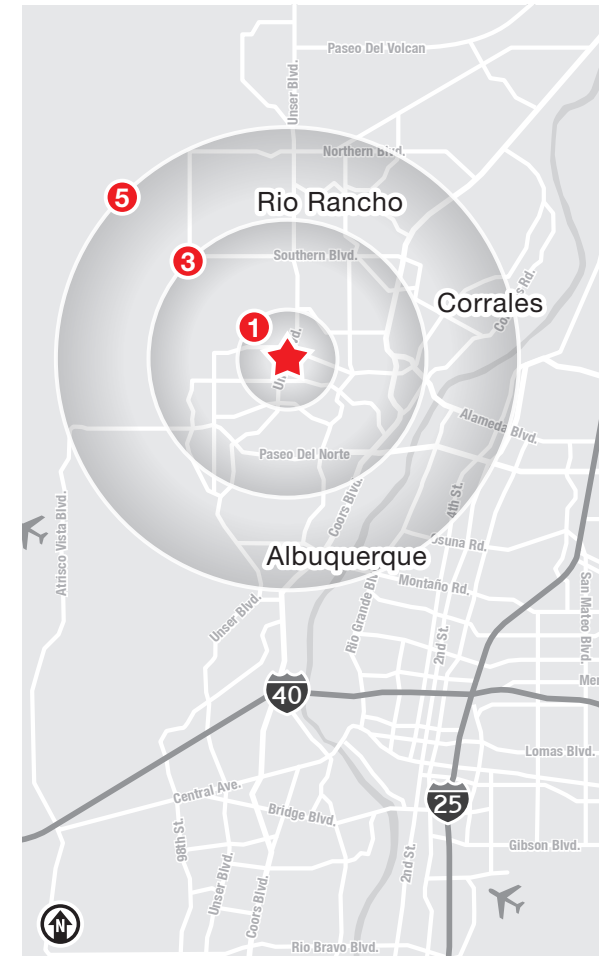 Paseo Del Volcan
Unser Blvd.
Northern Blvd.
5
Rio Rancho
3
Southern Blvd.
Corrales
1
Alameda Blvd.
Paseo Del Norte
Coors Blvd.
4th St.
Atrisco Vista Blvd.
Osuna Rd.
Albuquerque
Montaño Rd.
San Mateo Blvd.
Unser Blvd.
Rio Grande Blv
2nd St.
40
Lomas Blvd.
Central Ave.
25
Bridge Blvd.
98th St.
Gibson Blvd.
Unser Blvd.
Coors Blvd.
2nd St.
N
Rio Bravo Blvd.